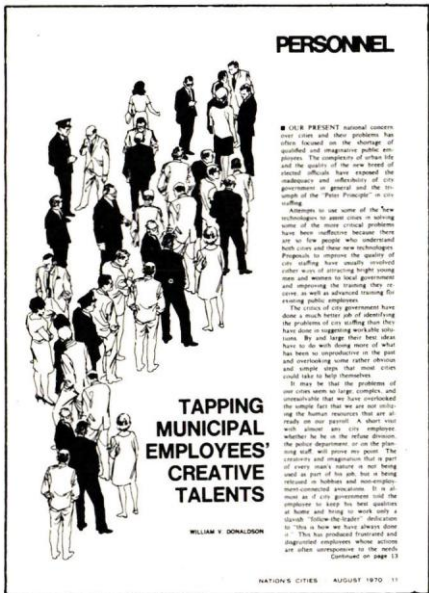 PERSONNEL
■ OUR PRESENT national concern
over cities and their problems has
often focused on the shortage of
qualified and imaginative public em-
ployees. The complexity of urban life
and the quality of the new breed of
elected officials have exposed the
inadequacy and inflexibility of city
government in general and the tri-
umph of the "Peter Principle" in city
staffing.
Attempts to use some of the new
technologies to assist cities in solving
some of the more critical problems
have been ineffective because there
are so few people who understand
both cities and these new technologies.
Proposals to improve the quality of
city staffing have usually involved
either ways of attracting bright young
men and women to local government
and improving the training they re-
ceive, as well as advanced training for
existing public employees.
The critics of city government have
done a much better job of identifying
the problems of city staffing than they
have done in suggesting workable solu-
tions. By and large their best ideas
have to do with doing more of what
has been so unproductive in the past
and overlooking some rather obvious
and simple steps that most cities
could take to help themselves.
It may be that the problems of
our cities seem so large, complex, and
unresolvable that we have overlooked
the simple fact that we are not utiliz-
ing the human resources that are al-
ready on our payroll. A short visit
with almost any city employee
whether he be in the refuse division,
the police department or on the plan-
ning staff, will prove my point. The
creativity and imagination that is part
of every man's nature is not being
used as part of his job, but is being
released in hobbies and non-employ-
ment-connected avocations. It is al-
most as if city government told the
employee to keep his best qualities
at home and bring to work only a
slavish "follow-the-leader" dedication
to "this is how we have always done
it." This has produced frustrated and
disgruntled employees whose actions
are often unresponsive to the needs
Continued on page 13
TAPPING
MUNICIPAL
EMPLOYEES'
CREATIVE
TALENTS
WILLIAM V. DONALDSON
NATION'S CITIES AUGUST 1970 11